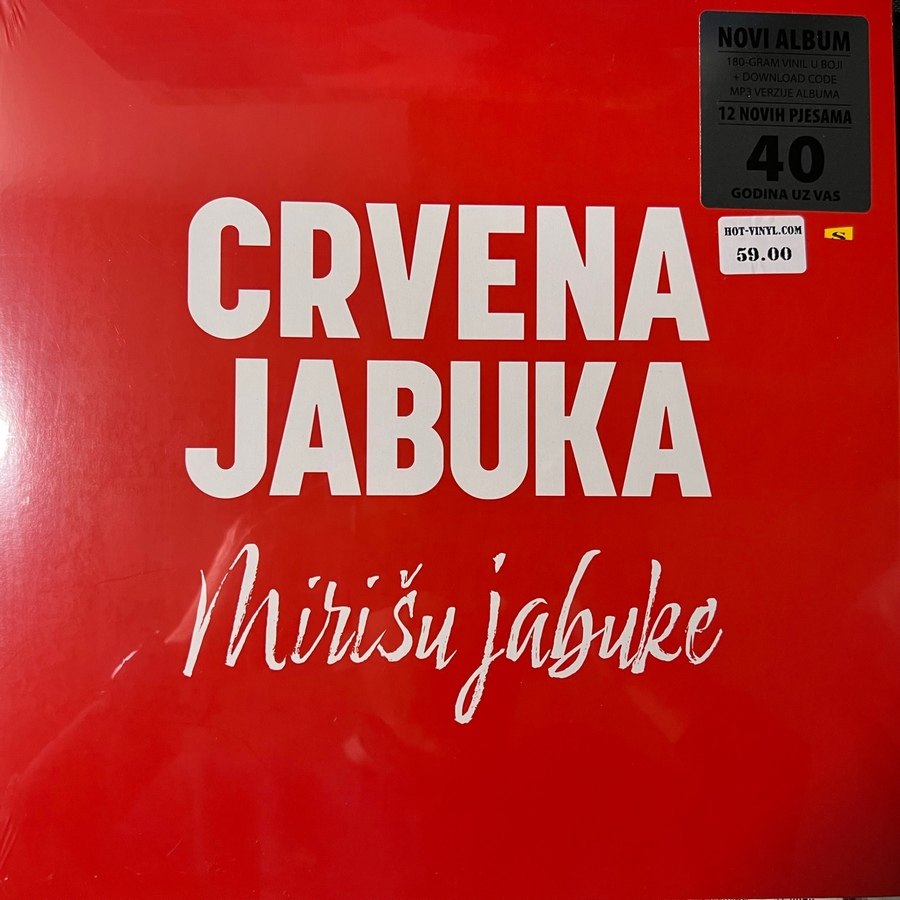 NOVI ALBUM
180-GRAM VINIL U BOJI
+ DOWNLOAD CODE
MP3 VERZIJE ALBUMA
12 NOVIH PJESAMA
40
GODINA UZ VAS
HOT-VINYL.COM
59.00
S
CRVENA
JABUKA
Mirišu jabuke